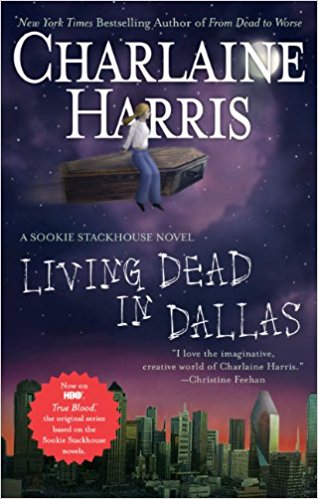 New York Times Bestselling Author of From Dead to Worse
CHARLAINE
HARRIS
A SOOKIE STACKHOUSE NOVEL
LIVING DEAD
IN DALLAS
"I love the imaginative,
creative world of Charlaine Harris."
—Christine Feehan
Now on
HBO®
True Blood,
the original series
based on the
Sookie Stackhouse
novels.